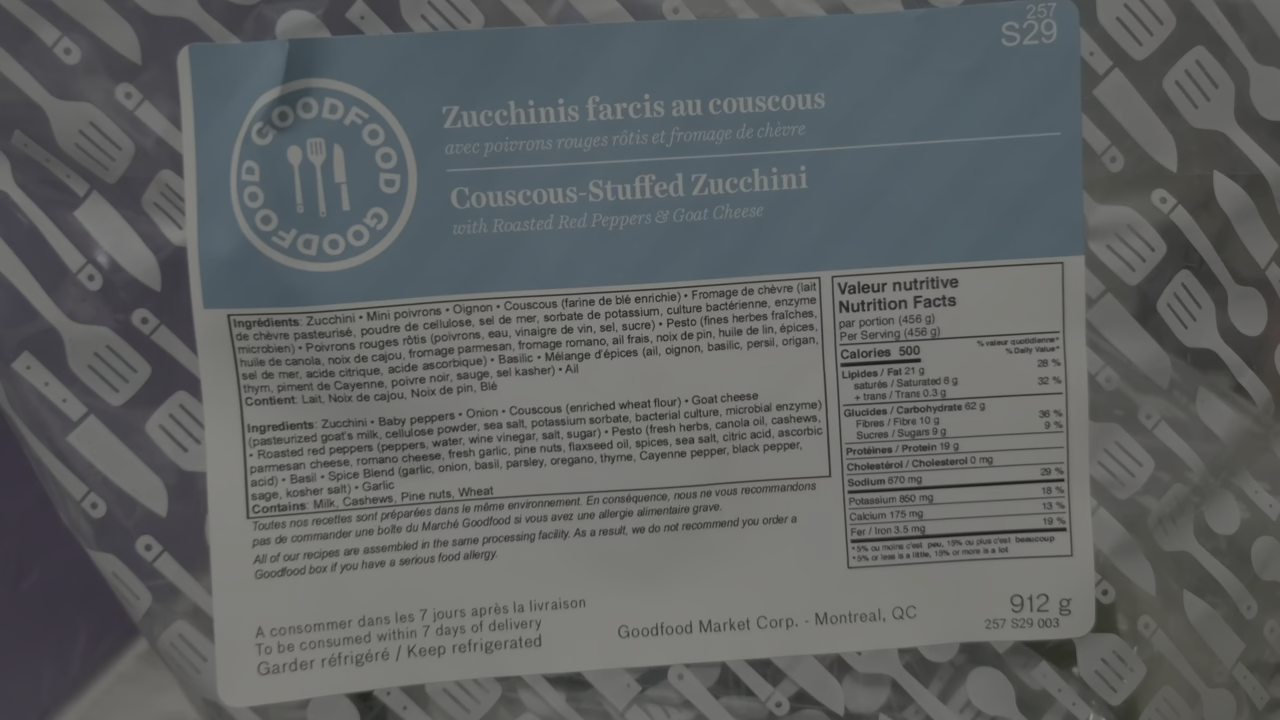 257
S29
GOODFOOD GOODFOOD
Zucchinis farcis au couscous
avec poivrons rouges rôtis et fromage de chèvre
Couscous-Stuffed Zucchini
with Roasted Red Peppers & Goat Cheese
Ingrédients: Zucchini • Mini poivrons • Oignon • Couscous (farine de blé enrichie) • Fromage de chèvre (lait
de chèvre pasteurisé, poudre de cellulose, sel de mer, sorbate de potassium, culture bactérienne, enzyme
microbien) • Poivrons rouges rôtis (poivrons, eau, vinaigre de vin, sel, sucre) • Pesto (fines herbes fraîches,
huile de canola, noix de cajou, fromage parmesan, fromage romano, ail frais, noix de pin, huile de lin, épices,
sel de mer, acide citrique, acide ascorbique) • Basilic • Mélange d'épices (ail, oignon, basilic, persil, origan,
thym, piment de Cayenne, poivre noir, sauge, sel kasher) • Ail
Contient: Lait, Noix de cajou, Noix de pin, Blé
Ingredients: Zucchini • Baby peppers • Onion • Couscous (enriched wheat flour) • Goat cheese
(pasteurized goat's milk, cellulose powder, sea salt, potassium sorbate, bacterial culture, microbial enzyme)
• Roasted red peppers (peppers, water, wine vinegar, salt, sugar) • Pesto (fresh herbs, canola oil, cashews,
parmesan cheese, romano cheese, fresh garlic, pine nuts, flaxseed oil, spices, sea salt, citric acid, ascorbic
acid) • Basil • Spice Blend (garlic, onion, basil, parsley, oregano, thyme, Cayenne pepper, black pepper,
sage, kosher salt) • Garlic
Contains: Milk, Cashews, Pine nuts, Wheat
Toutes nos recettes sont préparées dans le même environnement. En conséquence, nous ne vous recommandons
pas de commander une boîte du Marché Goodfood si vous avez une allergie alimentaire grave.
All of our recipes are assembled in the same processing facility. As a result, we do not recommend you order a
Goodfood box if you have a serious food allergy.
Valeur nutritive
Nutrition Facts
par portion (456 g)
Per Serving (456 g)
% valeur quotidienne*
Calories 500 % Daily Value*
Lipides / Fat 21 g 28 %
saturés / Saturated 6 g
+ trans / Trans 0.3 g 32 %
Glucides / Carbohydrate 62 g
Fibres / Fibre 10 g 36 %
Sucres / Sugars 9 g 9 %
Protéines / Protein 19 g
Cholestérol / Cholesterol 0 mg
Sodium 670 mg 29 %
Potassium 850 mg 18 %
Calcium 175 mg 13 %
Fer / Iron 3.5 mg 19 %
*5% ou moins c'est peu, 15% ou plus c'est beaucoup
*5% or less is a little, 15% or more is a lot
A consommer dans les 7 jours après la livraison
To be consumed within 7 days of delivery
Garder réfrigéré / Keep refrigerated
Goodfood Market Corp. - Montreal, QC
912 g
257 S29 003